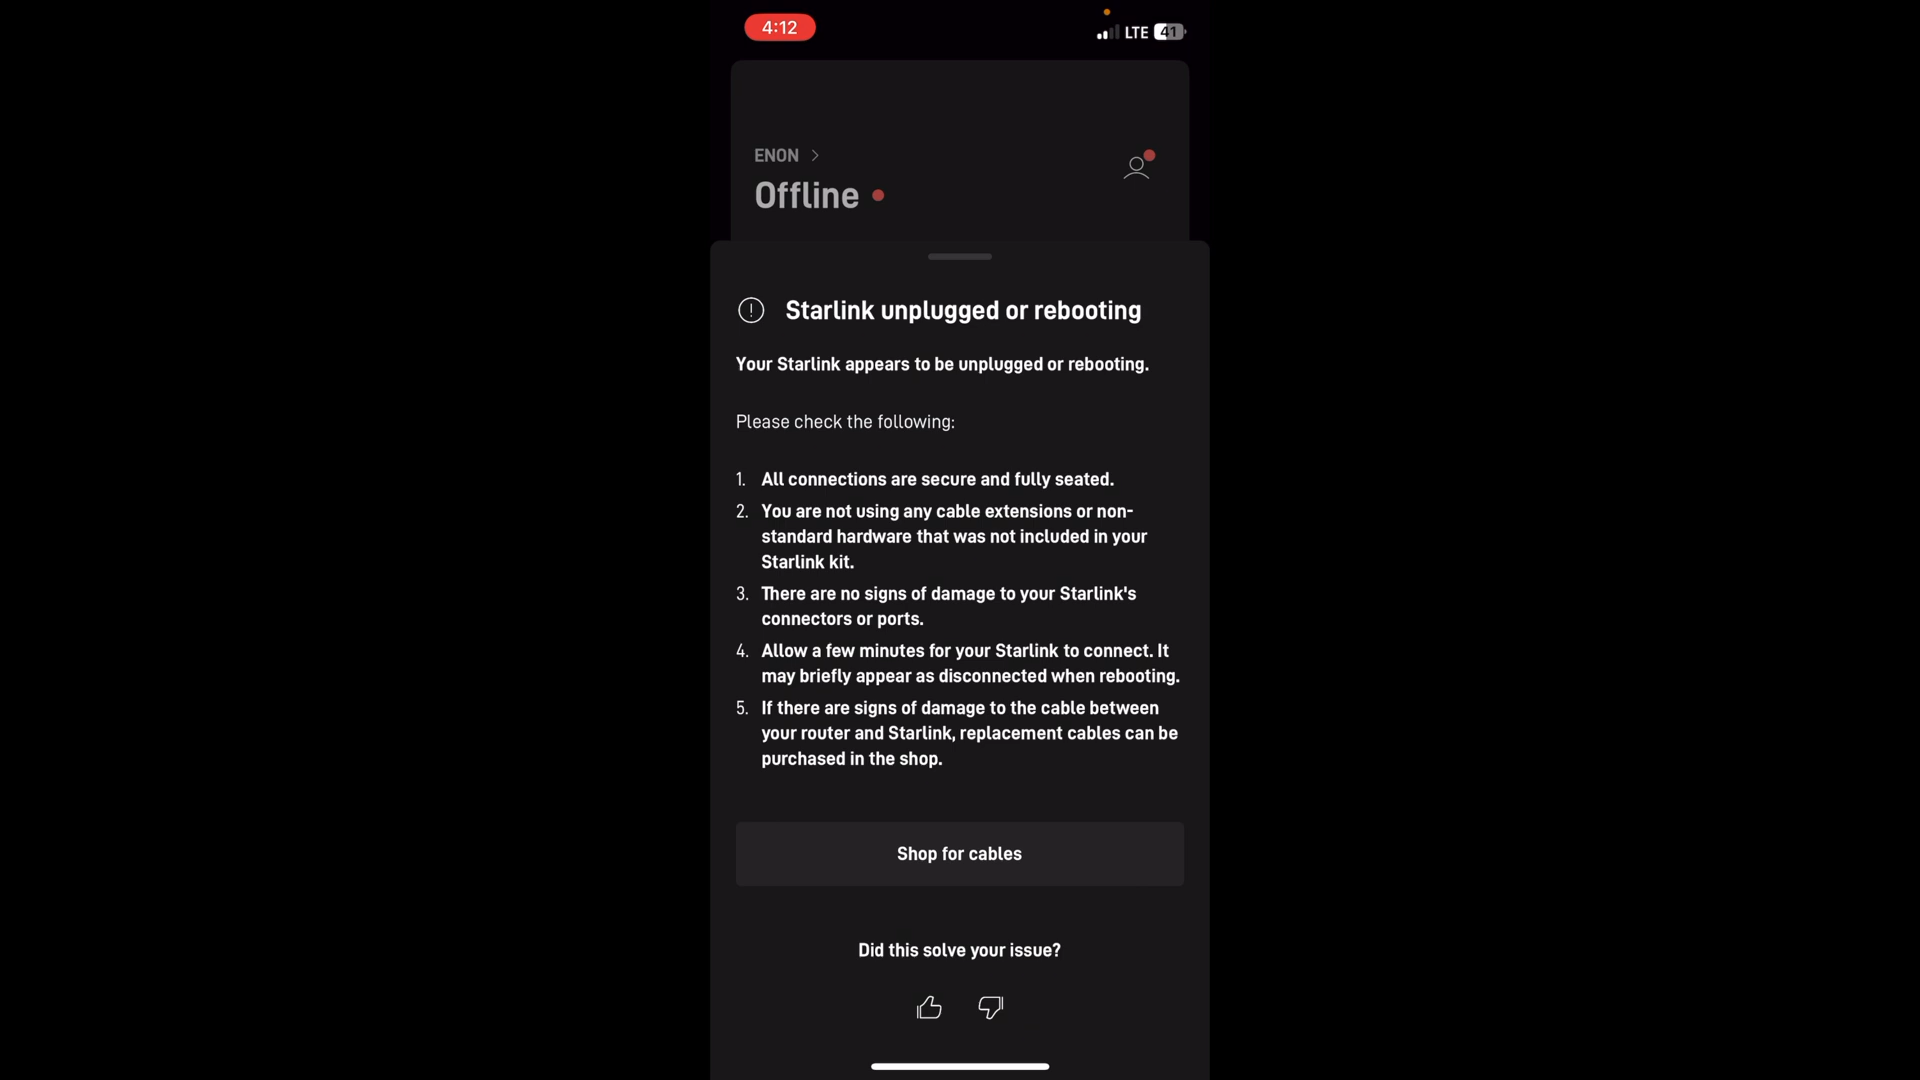 4:12
LTE 41
ENON
Offline
Starlink unplugged or rebooting
Your Starlink appears to be unplugged or rebooting.
Please check the following:
1. All connections are secure and fully seated.
2. You are not using any cable extensions or non-
standard hardware that was not included in your
Starlink kit.
3. There are no signs of damage to your Starlink's
connectors or ports.
4. Allow a few minutes for your Starlink to connect. It
may briefly appear as disconnected when rebooting.
5. If there are signs of damage to the cable between
your router and Starlink, replacement cables can be
purchased in the shop.
Shop for cables
Did this solve your issue?